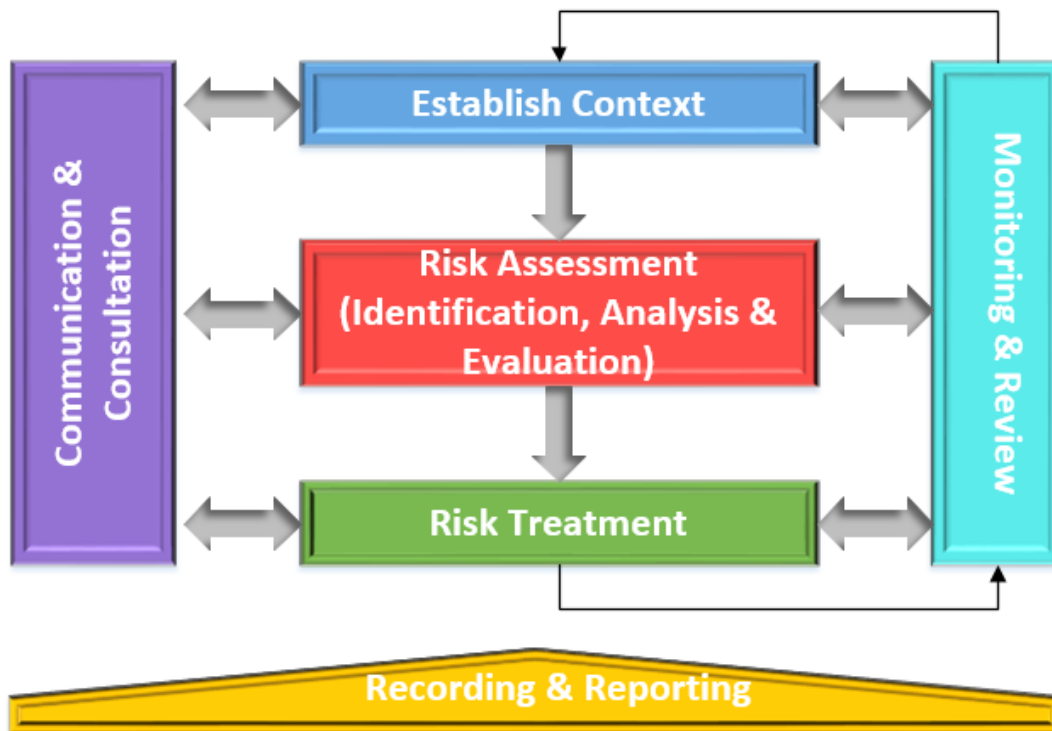 Establish Context
Communication &
Consultation
Risk Assessment
(Identification, Analysis &
Evaluation)
Monitoring & Review
Risk Treatment
Recording & Reporting